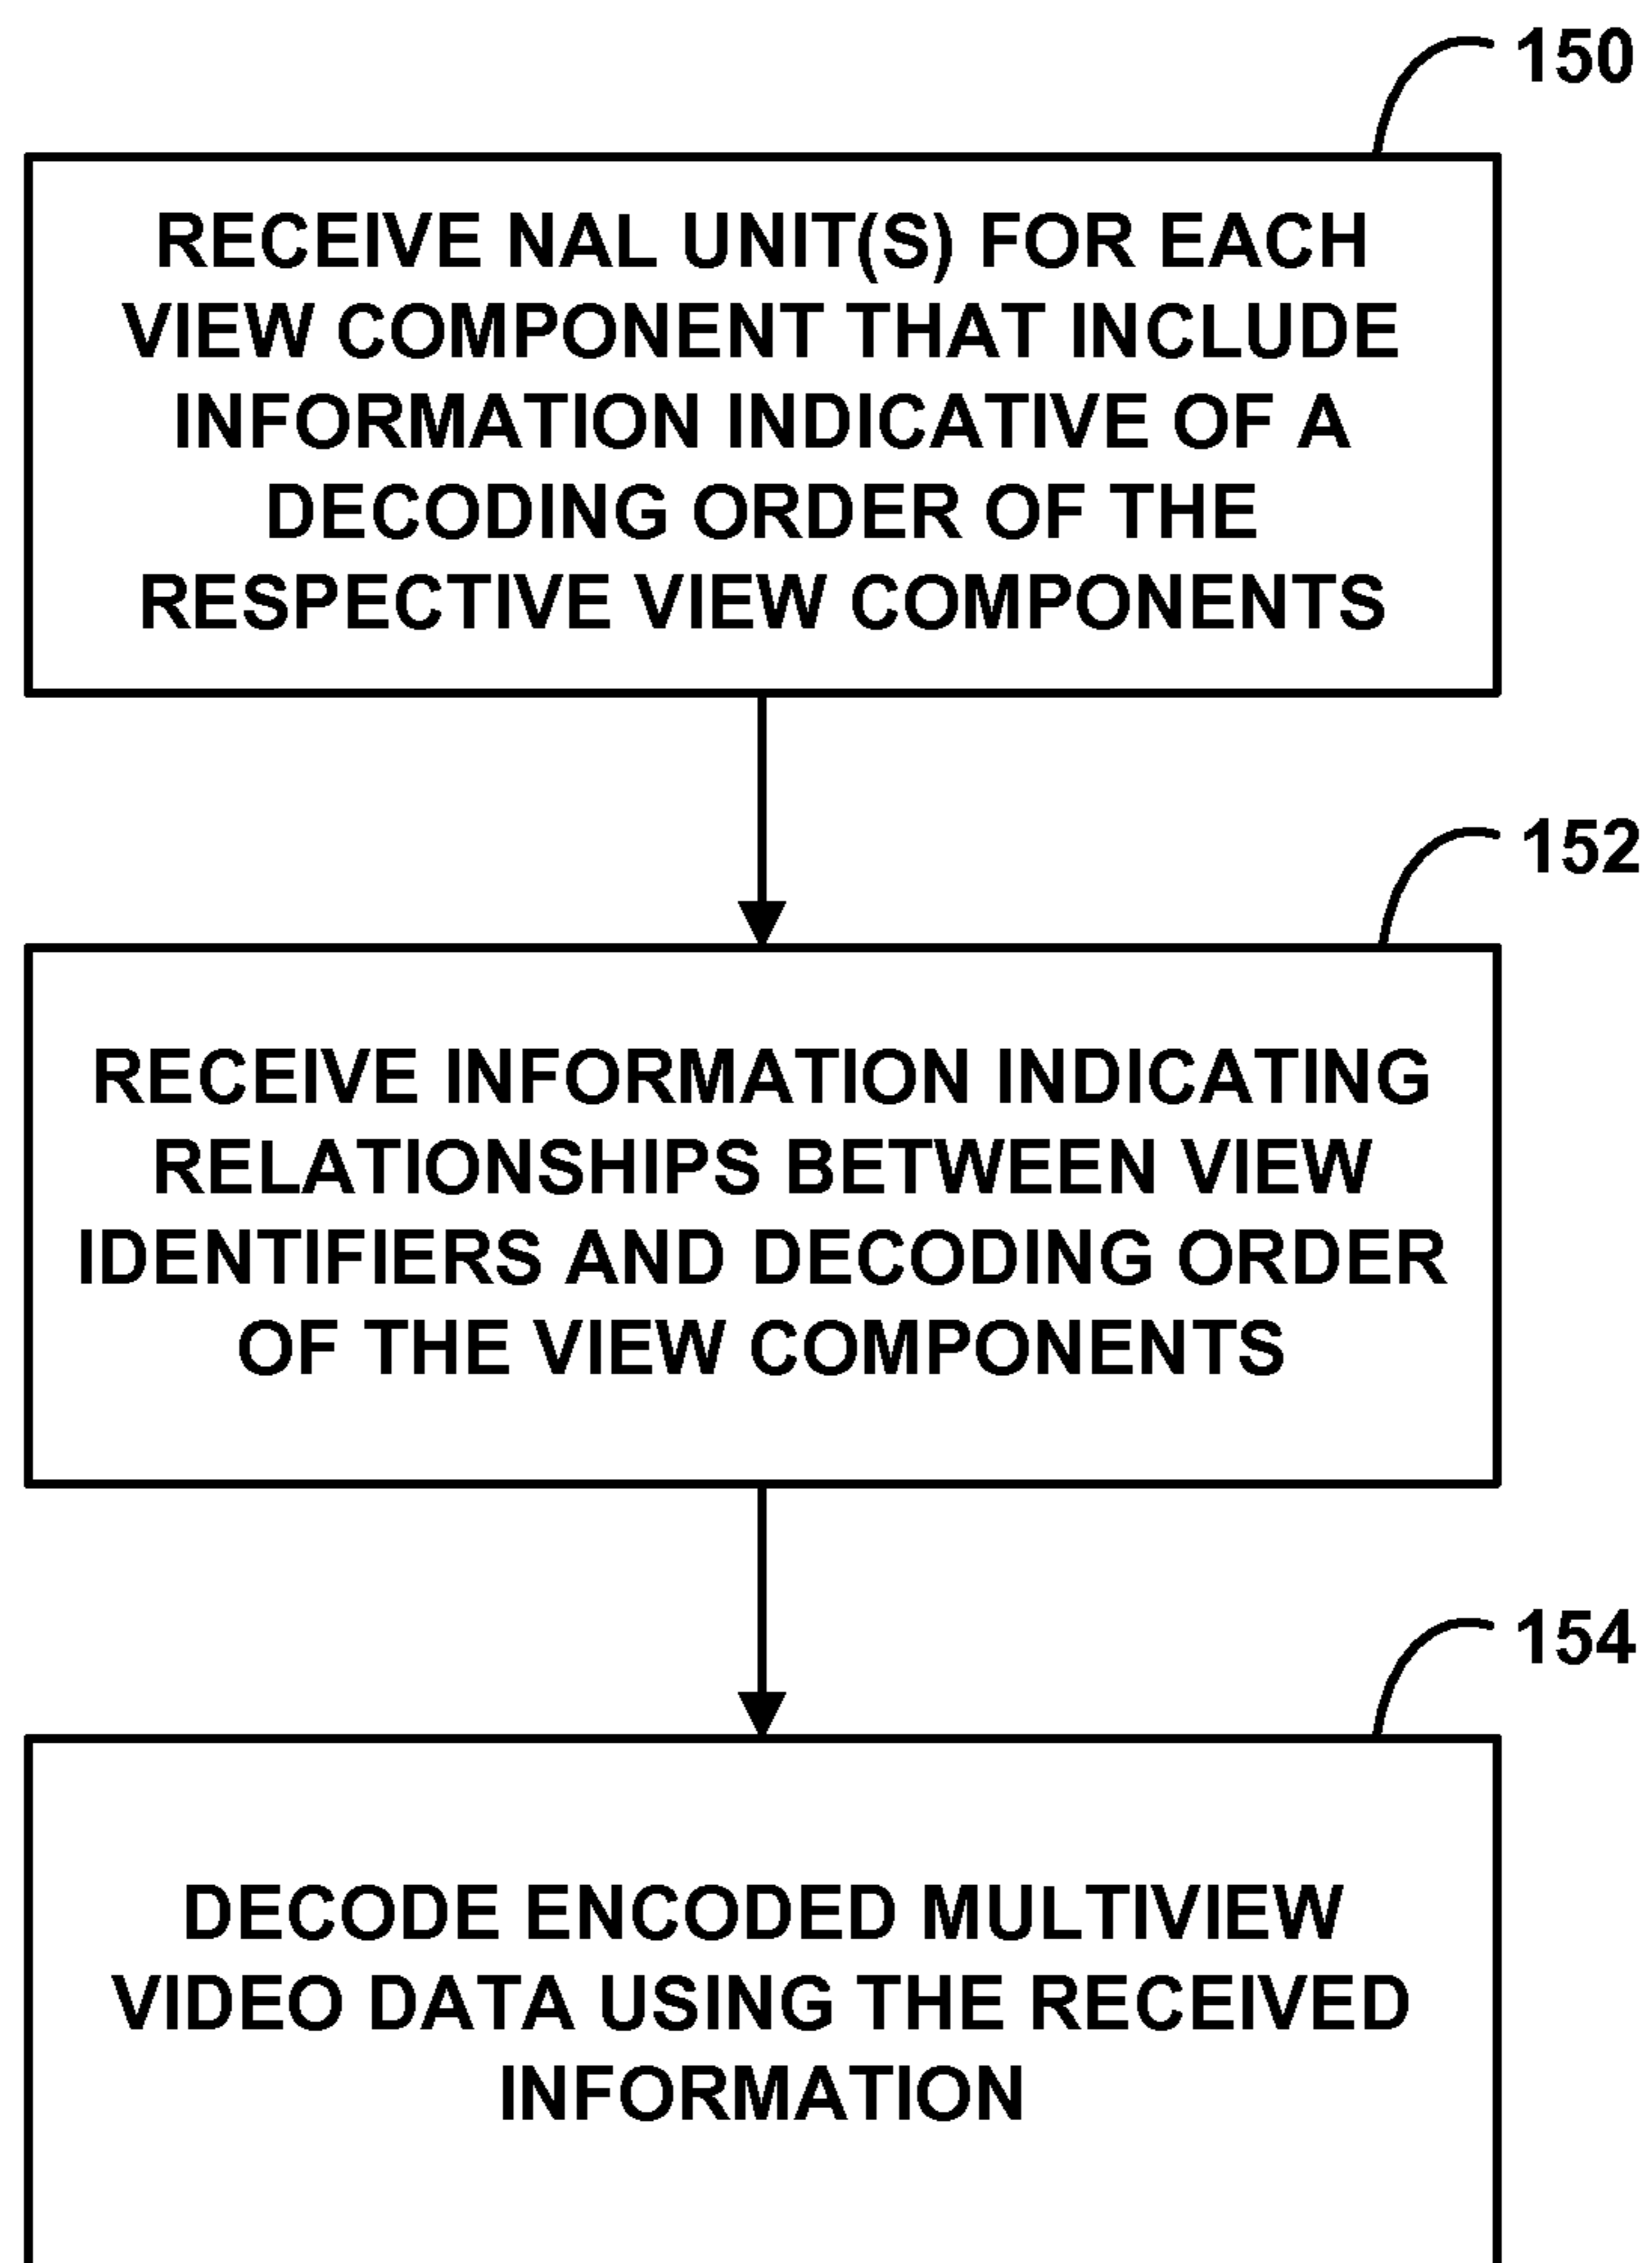 150
RECEIVE NAL UNIT(S) FOR EACH
VIEW COMPONENT THAT INCLUDE
INFORMATION INDICATIVE OF A
DECODING ORDER OF THE
RESPECTIVE VIEW COMPONENTS
152
RECEIVE INFORMATION INDICATING
RELATIONSHIPS BETWEEN VIEW
IDENTIFIERS AND DECODING ORDER
OF THE VIEW COMPONENTS
154
DECODE ENCODED MULTIVIEW
VIDEO DATA USING THE RECEIVED
INFORMATION